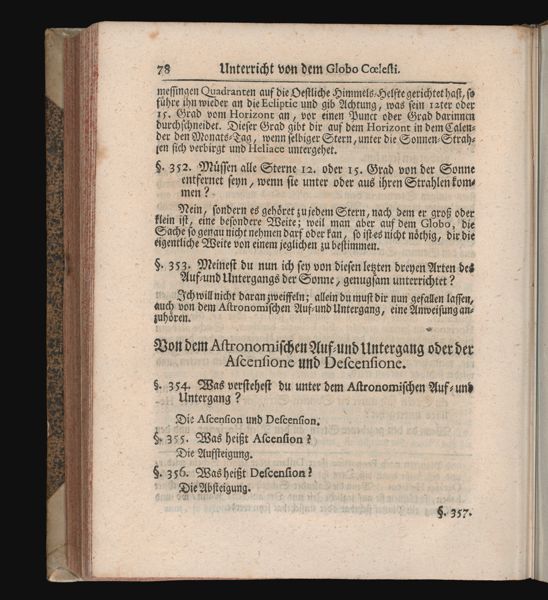 78 Unterricht von dem Globo Cœlesti.
messingen Quadranten auf die Oestliche Himmels-Helfte gerichtet hast, so
führe ihn wieder an die Ecliptic und gib Achtung, was sein 12ter oder
15. Grad vom Horizont an, vor einen Punct oder Grad darinnen
durchschneidet. Dieser Grad gibt dir auf dem Horizont in dem Calen-
der den Monats-Tag, wenn selbiger Stern, unter die Sonnen-Strah-
len sich verbirgt und Heliace untergehet.
§. 352. Müssen alle Sterne 12. oder 15. Grad von der Sonne
entfernet seyn, wenn sie unter oder aus ihren Strahlen kom-
men?
Nein, sondern es gehöret zu jedem Stern, nach dem er groß oder
klein ist, eine besondere Weite; weil man aber auf dem Globo, die
Sache so genau nicht nehmen darf oder kan, so ist es nicht nöthig, dir die
eigentliche Weite von einem jeglichen zu bestimmen.
§. 353. Meinest du nun ich sey von diesen letzten dreyen Arten des
Auf- und Untergangs der Sonne, genugsam unterrichtet?
Ich will nicht daran zweiffeln; allein du must dir nun gefallen lassen,
auch von dem Astronomischen Auf- und Untergang, eine Anweisung an-
zuhören.
Von dem Astronomischen Auf- und Untergang oder der
Ascensione und Descensione.
§. 354. Was verstehest du unter dem Astronomischen Auf- und
Untergang?
Die Ascension und Descension.
§. 355. Was heißt Ascension?
Die Aufsteigung.
§. 356. Was heißt Descension?
Die Absteigung.
§. 357.